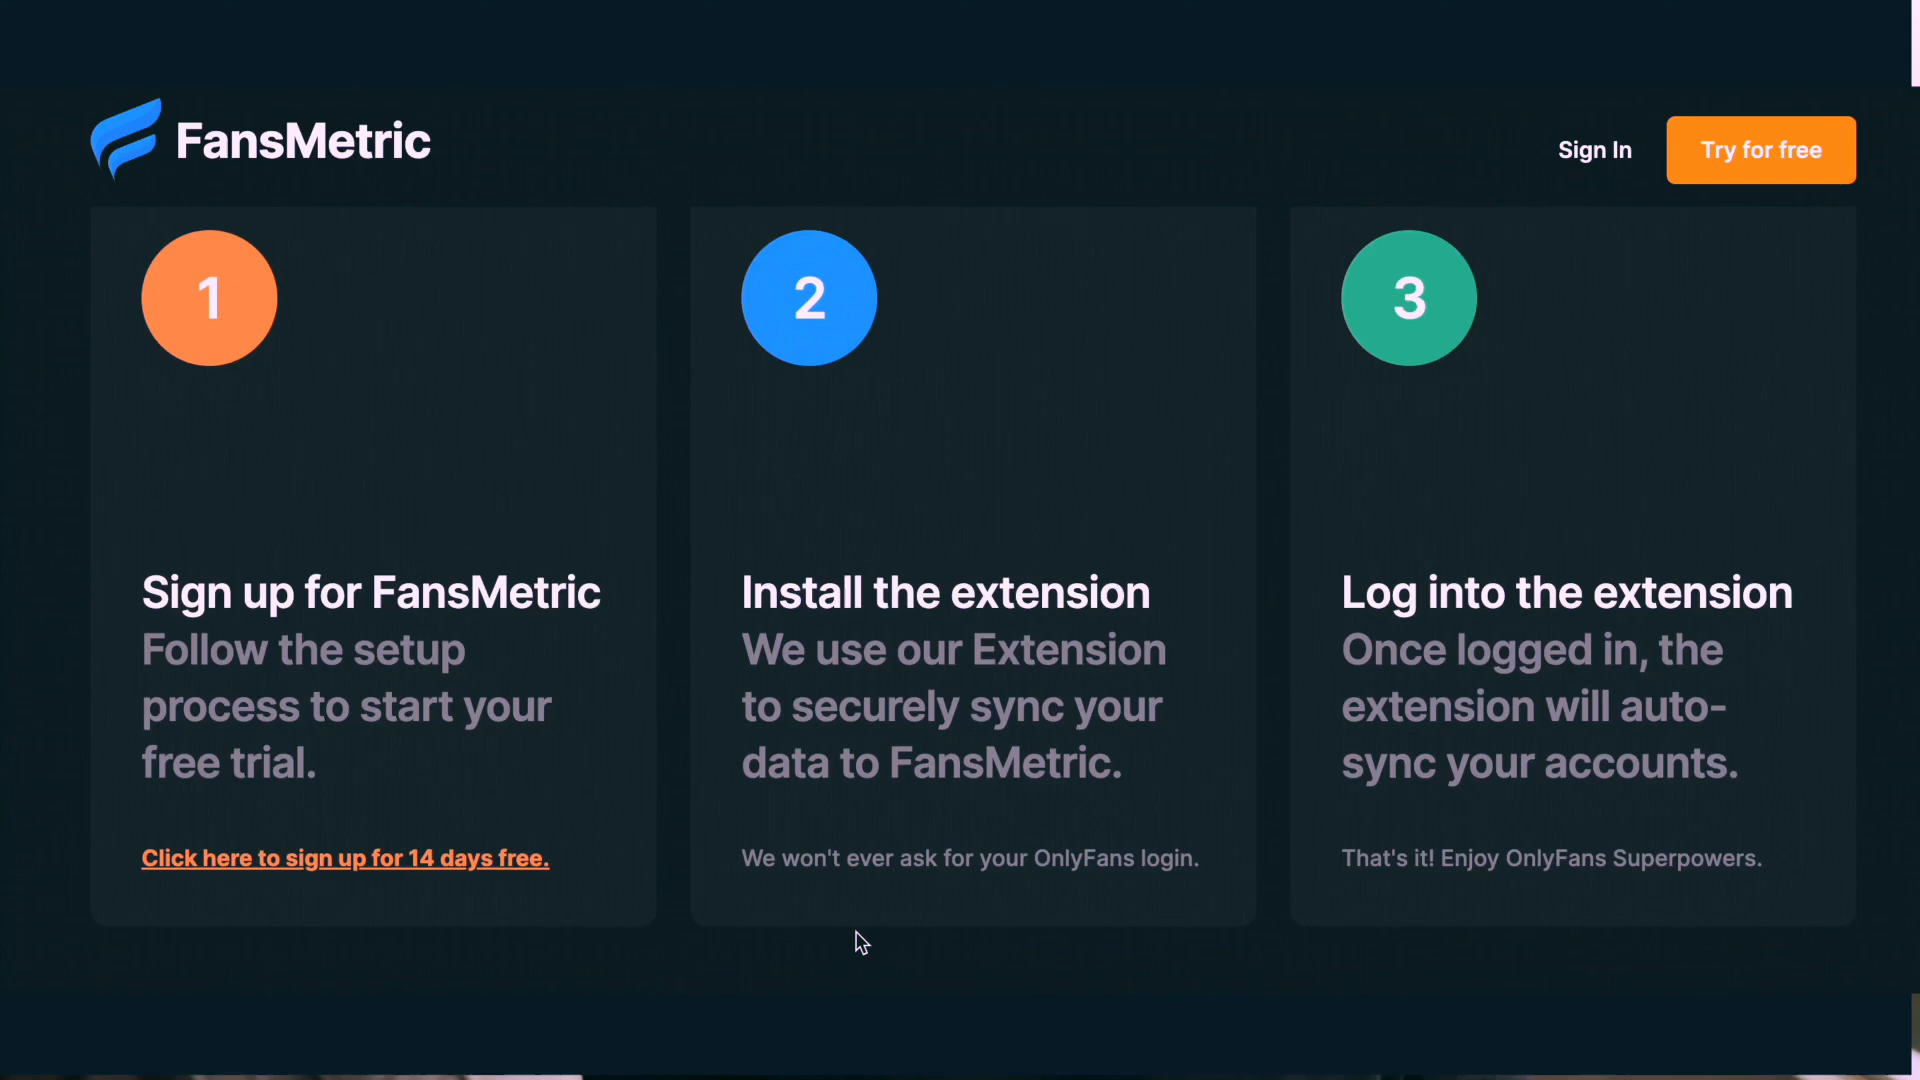 FansMetric
Sign In
Try for free
1
Sign up for FansMetric
Follow the setup
process to start your
free trial.
Click here to sign up for 14 days free.
2
Install the extension
We use our Extension
to securely sync your
data to FansMetric.
We won't ever ask for your OnlyFans login.
3
Log into the extension
Once logged in, the
extension will auto-
sync your accounts.
That's it! Enjoy OnlyFans Superpowers.